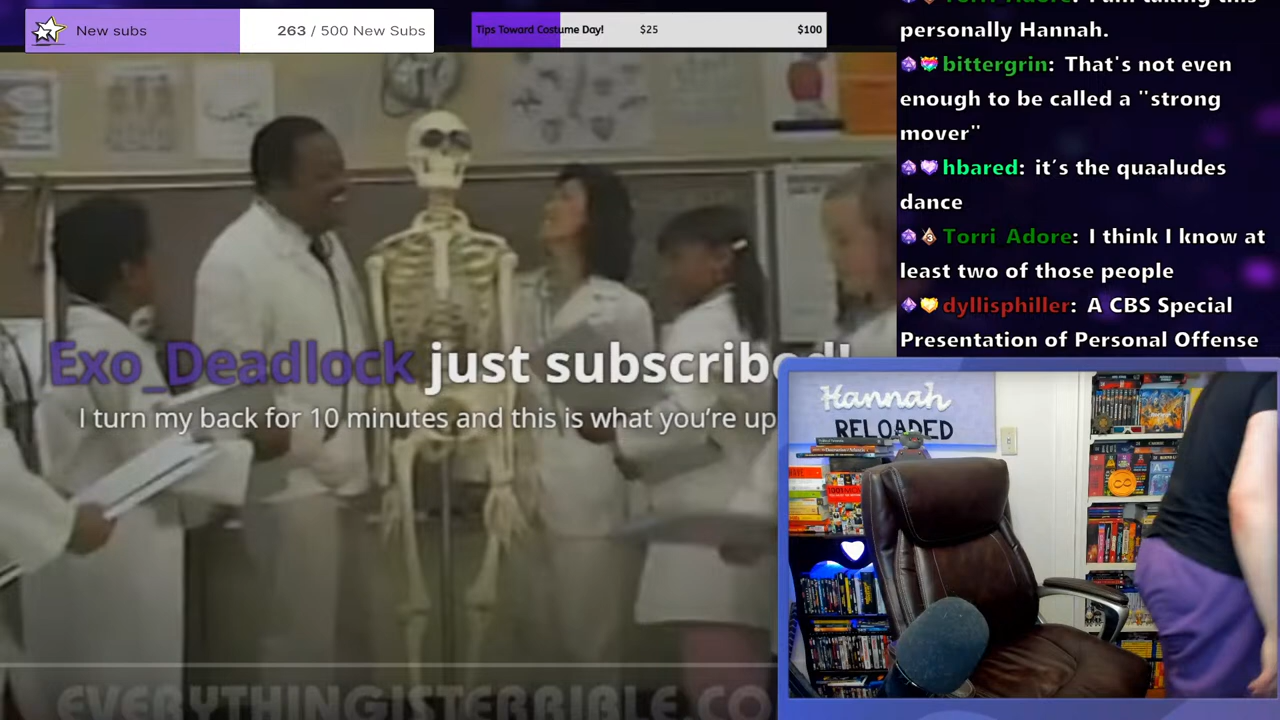 New subs
263 / 500 New Subs
Tips Toward Costume Day!
$25
$100
personally Hannah.
bittergrin: That's not even
enough to be called a "strong
mover"
hbared: it's the quaaludes
dance
Torri_Adore: I think I know at
least two of those people
dyllisphiller: A CBS Special
Presentation of Personal Offense
Exo_Deadlock just subscribed!
I turn my back for 10 minutes and this is what you're up
Hannah
RELOADED
EVERYTHINGISTERRIBLE.CO